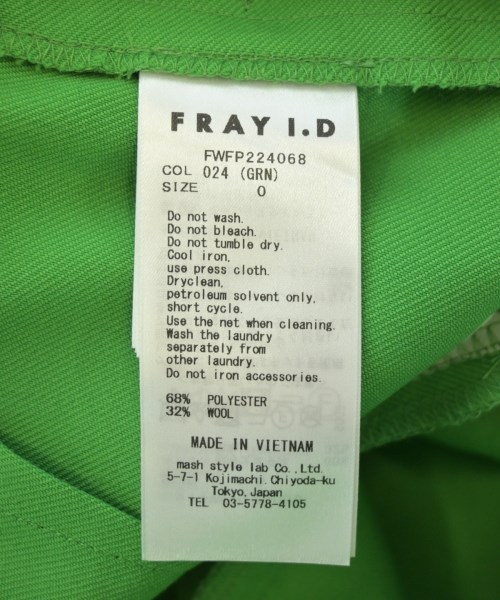 FRAY I.D
FWFP224068
COL 024 (GRN)
SIZE 0
Do not wash.
Do not bleach.
Do not tumble dry.
Cool iron,
use press cloth.
Dryclean,
petroleum solvent only,
short cycle.
Use the net when cleaning.
Wash the laundry
separately from
other laundry.
Do not iron accessories.
68% POLYESTER
32% WOOL
MADE IN VIETNAM
mash style lab Co.,Ltd.
5-7-1 Kojimachi,Chiyoda-ku
Tokyo,Japan
TEL 03-5778-4105